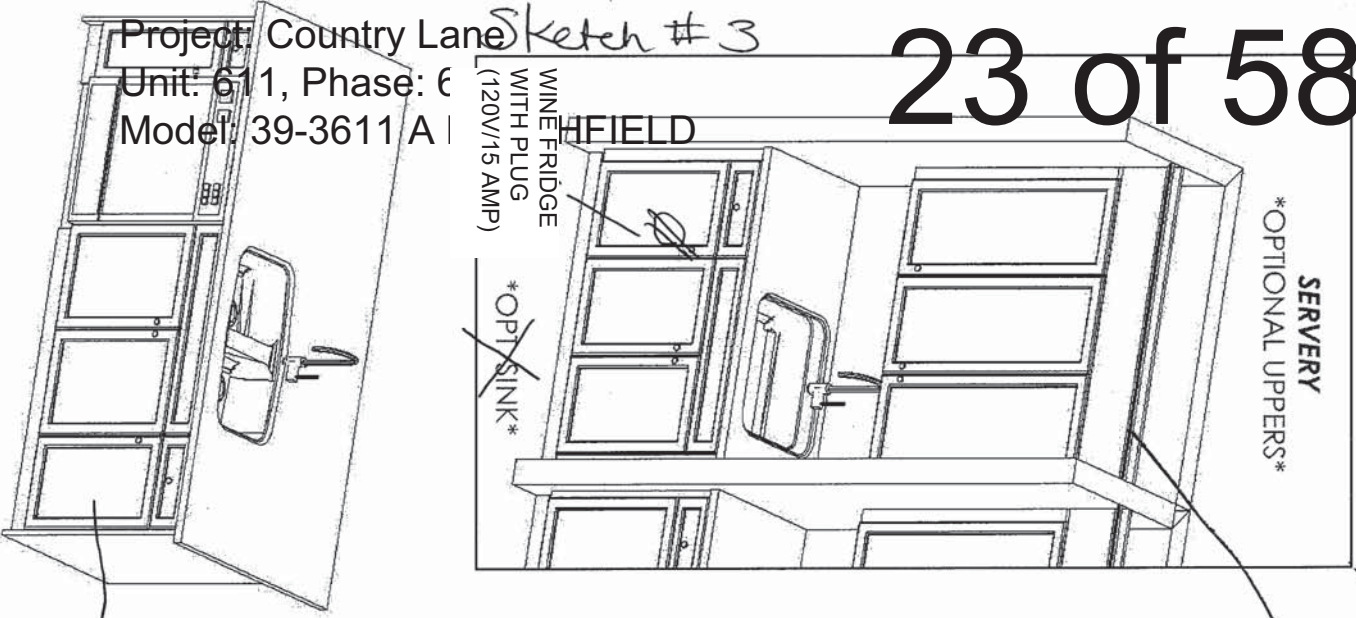 Project: Country Lane
Unit: 611, Phase: 6
Model: 39-3611 A HFIELD
Sketch # 3
23 of 58
WINE FRIDGE
WITH PLUG
(120V/15 AMP)
*OPT SINK*
SERVERY
*OPTIONAL UPPERS*